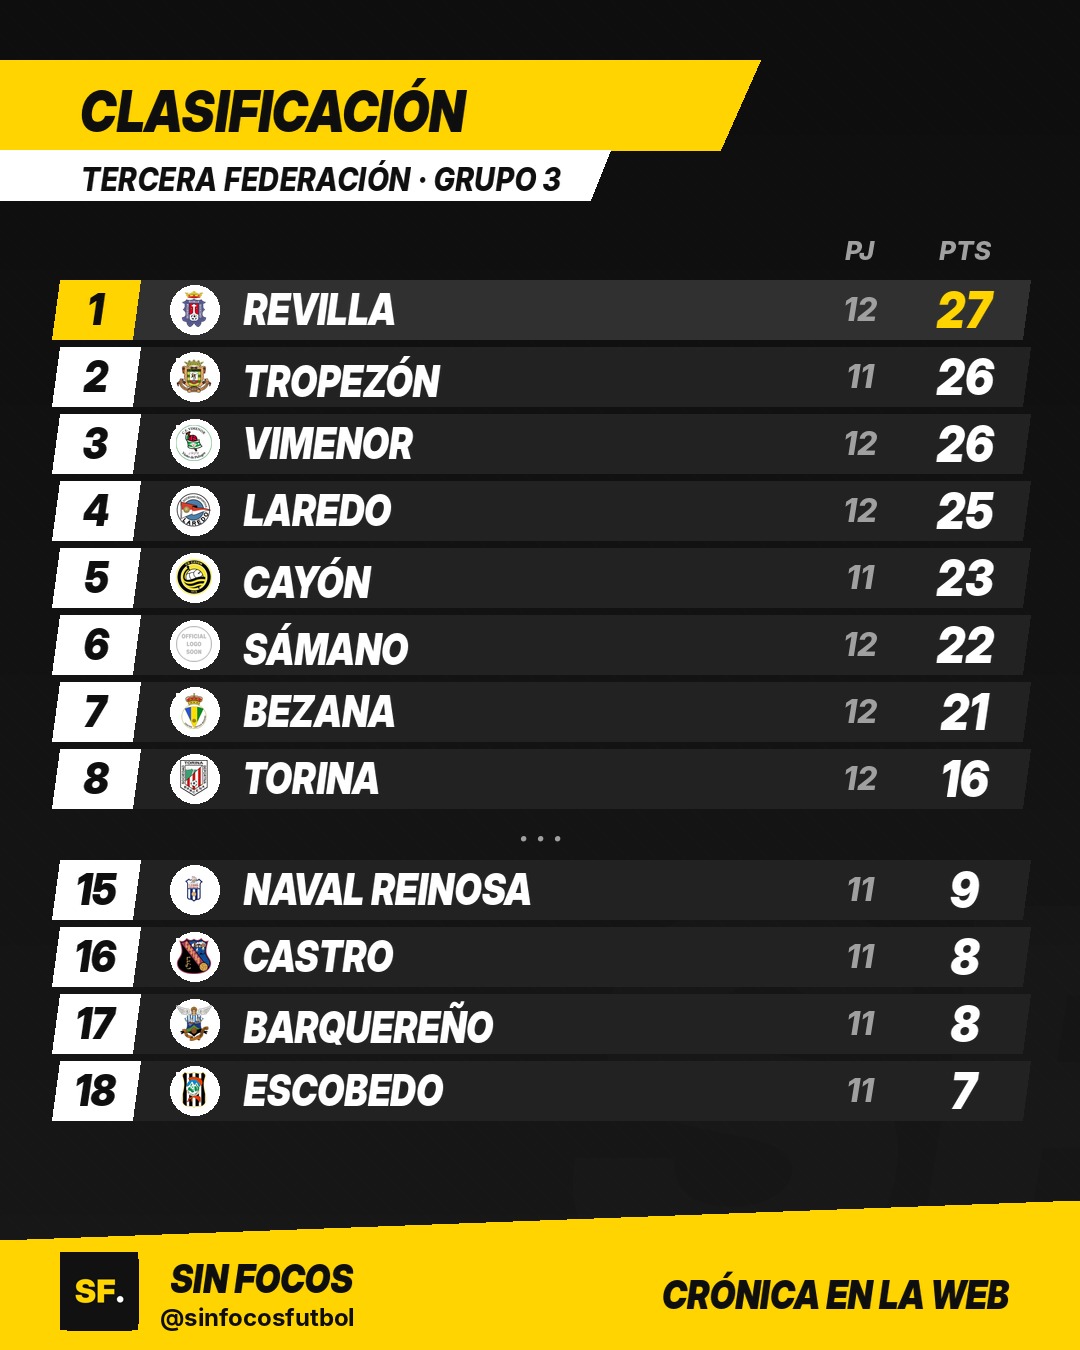 CLASIFICACIÓN
TERCERA FEDERACIÓN · GRUPO 3
PJ PTS
1 REVILLA 12 27
2 TROPEZÓN 11 26
3 VIMENOR 12 26
4 LAREDO 12 25
5 CAYÓN 11 23
6 OFFICIAL LOGO SOON SÁMANO 12 22
7 BEZANA 12 21
8 TORINA 12 16
...
15 NAVAL REINOSA 11 9
16 CASTRO 11 8
17 BARQUEREÑO 11 8
18 ESCOBEDO 11 7
SF. SIN FOCOS
@sinfocosfutbol
CRÓNICA EN LA WEB